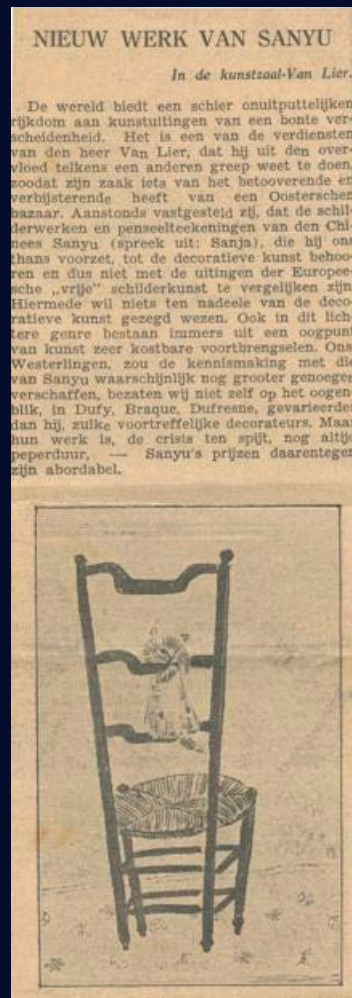 NIEUW WERK VAN SANYU
In de kunstzaal-Van Lier.
De wereld biedt een schier onuitputtelijken
rijkdom aan kunstuitingen van een bonte ver-
scheidenheid. Het is een van de verdiensten
van den heer Van Lier, dat hij uit den over-
vloed telkens een anderen greep weet te doen,
zoodat zijn zaak iets van het betooverende en
verbijsterende heeft van een Oosterschen
bazaar. Aanstonds vastgesteld zij, dat de schil-
derwerken en penseelteekeningen van den Chi-
nees Sanyu (spreek uit: Sanja), die hij ons
thans voorzet, tot de decoratieve kunst behoo-
ren en dus niet met de uitingen der Europee-
sche „vrije” schilderkunst te vergelijken zijn.
Hiermede wil niets ten nadeele van de deco-
ratieve kunst gezegd wezen. Ook in dit lich-
tere genre bestaan immers uit een oogpunt
van kunst zeer kostbare voortbrengselen. Ons,
Westerlingen, zou de kennismaking met die
van Sanyu waarschijnlijk nog grooter genoegen
verschaffen, bezaten wij niet zelf op het oogen-
blik, in Dufy, Braque, Dufresne, gevarieerder
dan hij, zulke voortreffelijke decorateurs. Maar
hun werk is, de crisis ten spijt, nog altijd
peperduur, — Sanyu's prijzen daarentegen
zijn abordabel.